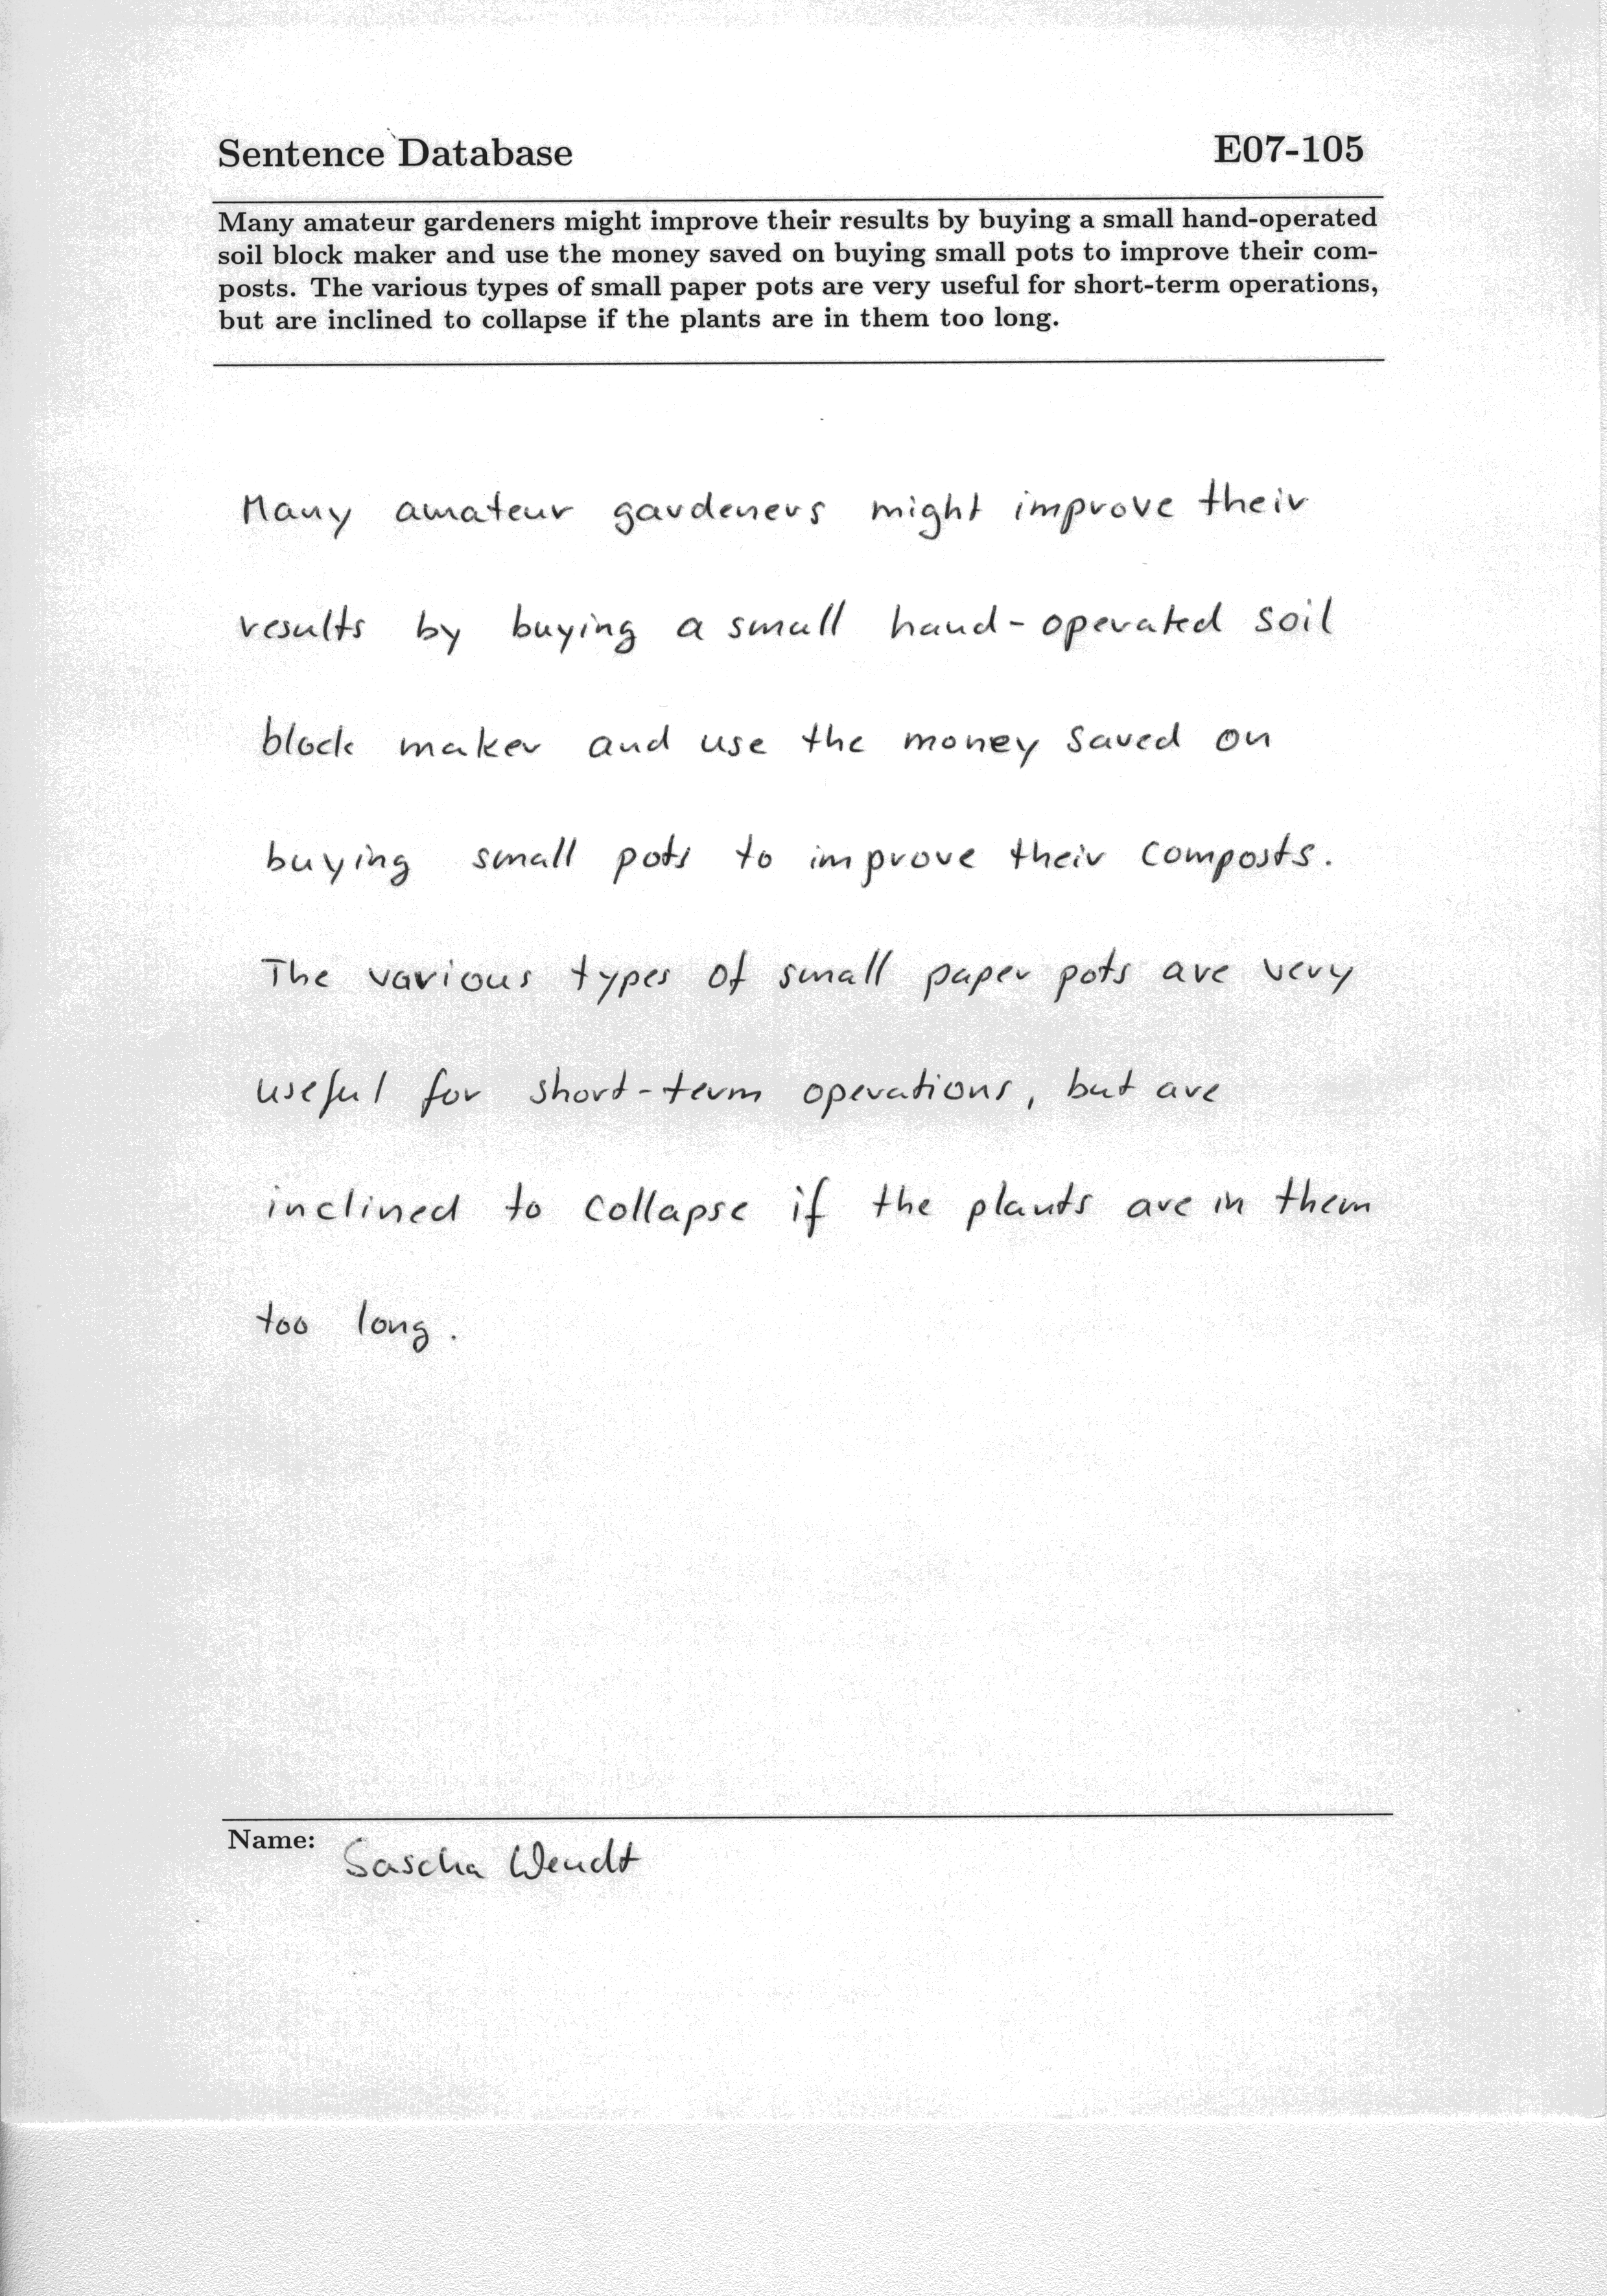 Sentence Database
E07-105
Many amateur gardeners might improve their results by buying a small hand-operated
soil block maker and use the money saved on buying small pots to improve their com-
posts. The various types of small paper pots are very useful for short-term operations,
but are inclined to collapse if the plants are in them too long.
Many amateur gardeners might improve their
results by buying a small hand-operated soil
block maker and use the money saved on
buying small pots to improve their composts.
The various types of small paper pots are very
useful for short-term operations, but are
inclined to collapse if the plants are in them
too long.
Name:
Sascha Wendt